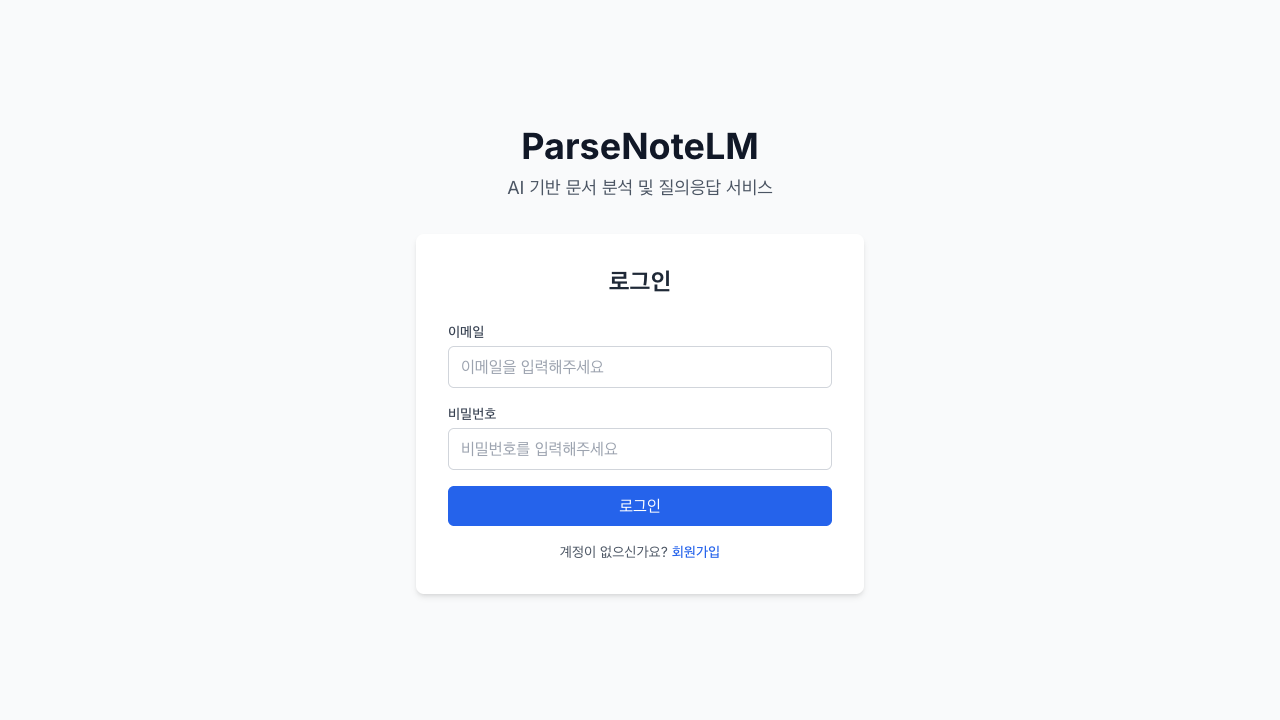 ParseNoteLM
AI 기반 문서 분석 및 질의응답 서비스
로그인
이메일
이메일을 입력해주세요
비밀번호
비밀번호를 입력해주세요
로그인
계정이 없으신가요? 회원가입